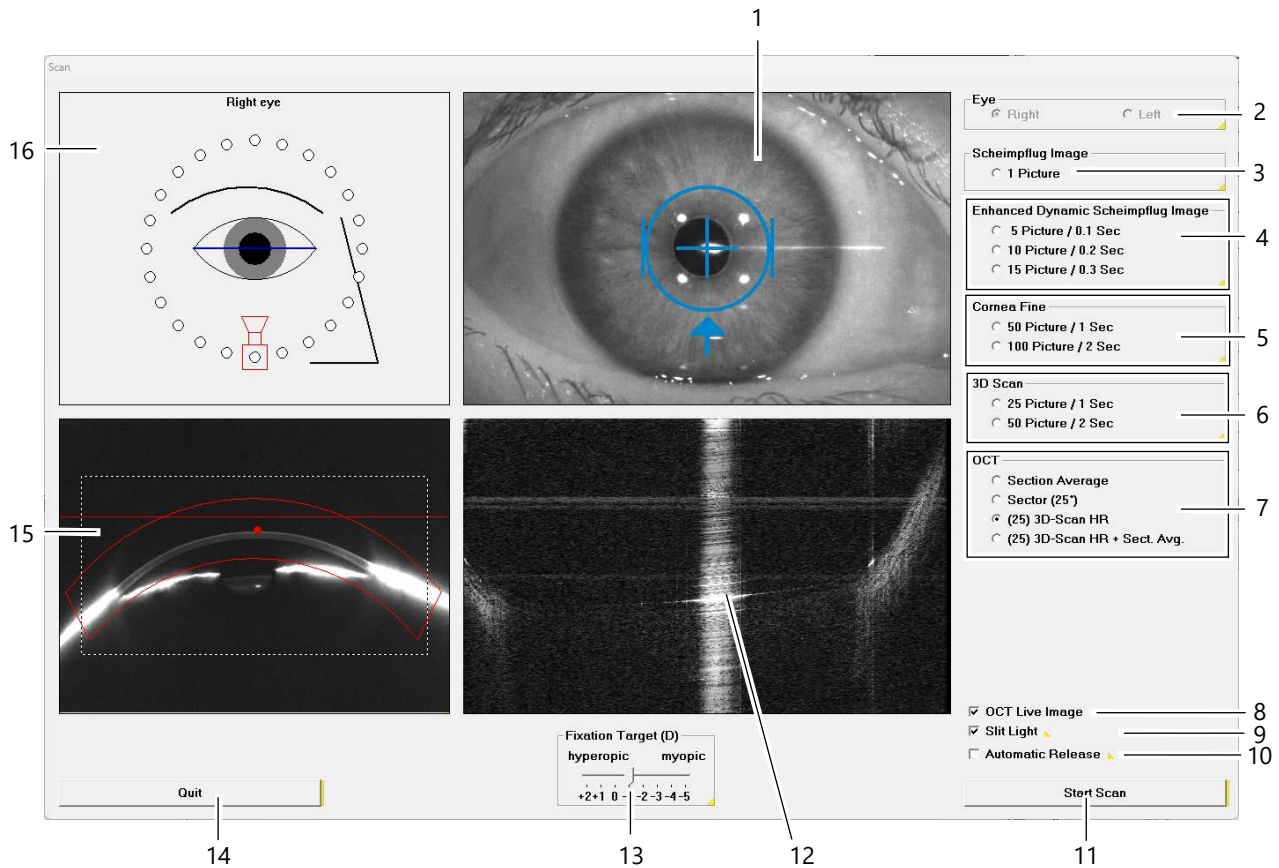 1
Scan
Right eye
16
Eye
Right
Left
2
Scheimpflug Image
1 Picture
3
Enhanced Dynamic Scheimpflug Image
5 Picture / 0.1 Sec
10 Picture / 0.2 Sec
15 Picture / 0.3 Sec
4
Cornea Fine
50 Picture / 1 Sec
100 Picture / 2 Sec
5
3D Scan
25 Picture / 1 Sec
50 Picture / 2 Sec
6
OCT
Section Average
Sector (25°)
(25) 3D-Scan HR
(25) 3D-Scan HR + Sect. Avg.
7
15
OCT Live Image
8
Slit Light
9
Automatic Release
10
Fixation Target (D)
hyperopic myopic
+2 +1 0 -2 -3 -4 -5
Quit
Start Scan
14
13
12
11